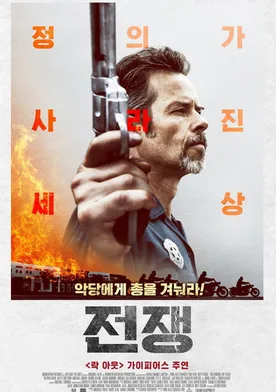 정 의 가
사 라 진
세 상
악당에게 총을 겨눠라!
전쟁
<락 아웃> 가이피어스 주연